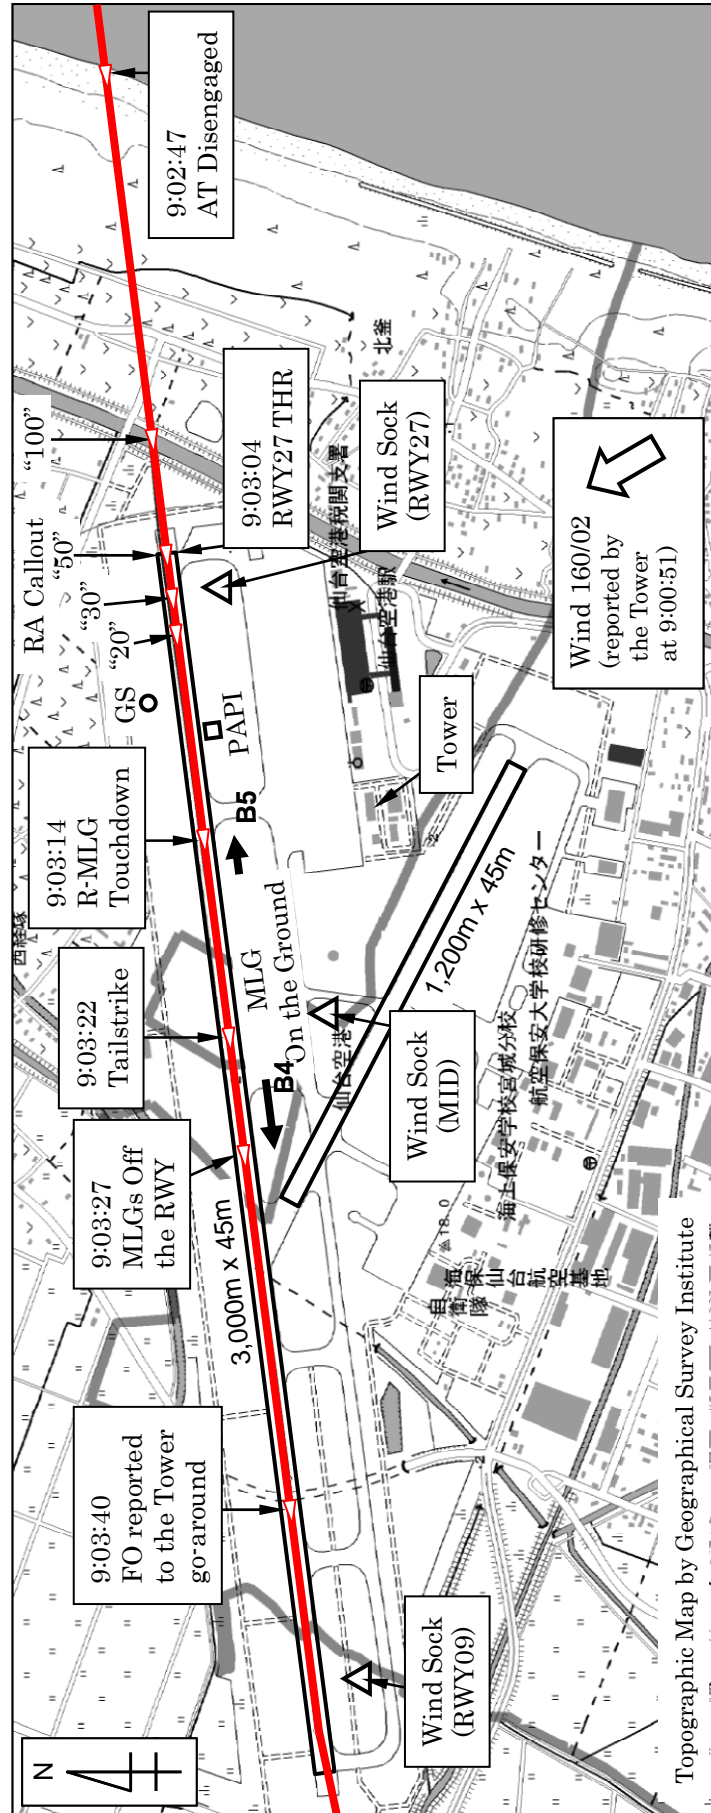 N
9:03:40
FO reported
to the Tower
go-around
9:03:27
MLGs Off
the RWY
9:03:22
Tailstrike
9:03:14
R-MLG
Touchdown
西経塚
GS
RA Callout
“20”
“30”
“50”
“100”
9:02:47
AT Disengaged
3,000m x 45m
B4
MLG
On the Ground
B5
PAPI
9:03:04
RWY27 THR
Wind Sock
(RWY27)
北釜
仙台空港税関支署
仙台空港駅
Tower
Wind Sock
(RWY09)
Wind Sock
(MID)
仙台空港
1,200m x 45m
18.0
自衛隊
海保仙台航空基地
海上保安学校宮城分校
航空保安大学校研修センター
Wind 160/02
(reported by
the Tower
at 9:00:51)
Topographic Map by Geographical Survey Institute